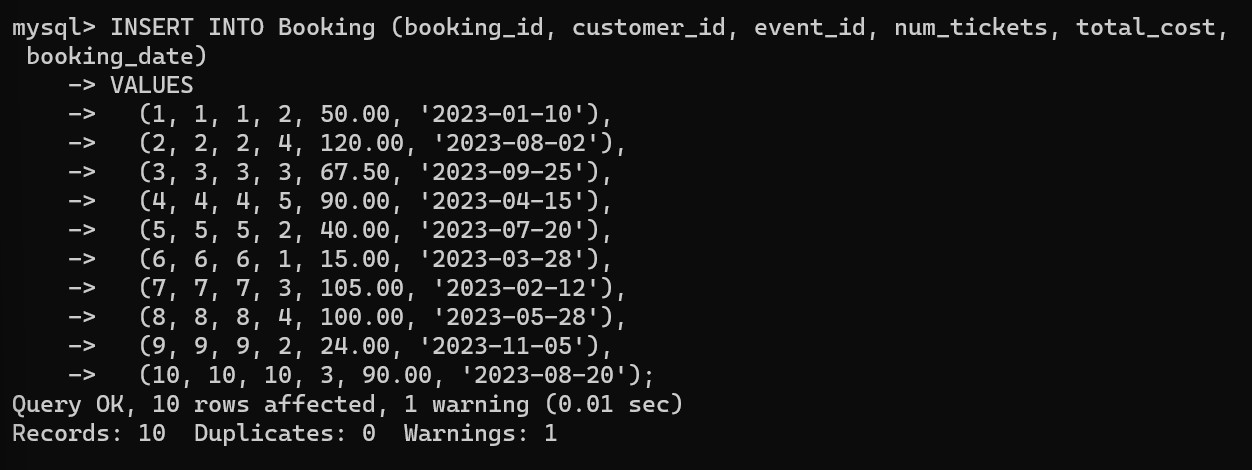 mysql> INSERT INTO Booking (booking_id, customer_id, event_id, num_tickets, total_cost,
 booking_date)
    -> VALUES
    ->   (1, 1, 1, 2, 50.00, '2023-01-10'),
    ->   (2, 2, 2, 4, 120.00, '2023-08-02'),
    ->   (3, 3, 3, 3, 67.50, '2023-09-25'),
    ->   (4, 4, 4, 5, 90.00, '2023-04-15'),
    ->   (5, 5, 5, 2, 40.00, '2023-07-20'),
    ->   (6, 6, 6, 1, 15.00, '2023-03-28'),
    ->   (7, 7, 7, 3, 105.00, '2023-02-12'),
    ->   (8, 8, 8, 4, 100.00, '2023-05-28'),
    ->   (9, 9, 9, 2, 24.00, '2023-11-05'),
    ->   (10, 10, 10, 3, 90.00, '2023-08-20');
Query OK, 10 rows affected, 1 warning (0.01 sec)
Records: 10  Duplicates: 0  Warnings: 1